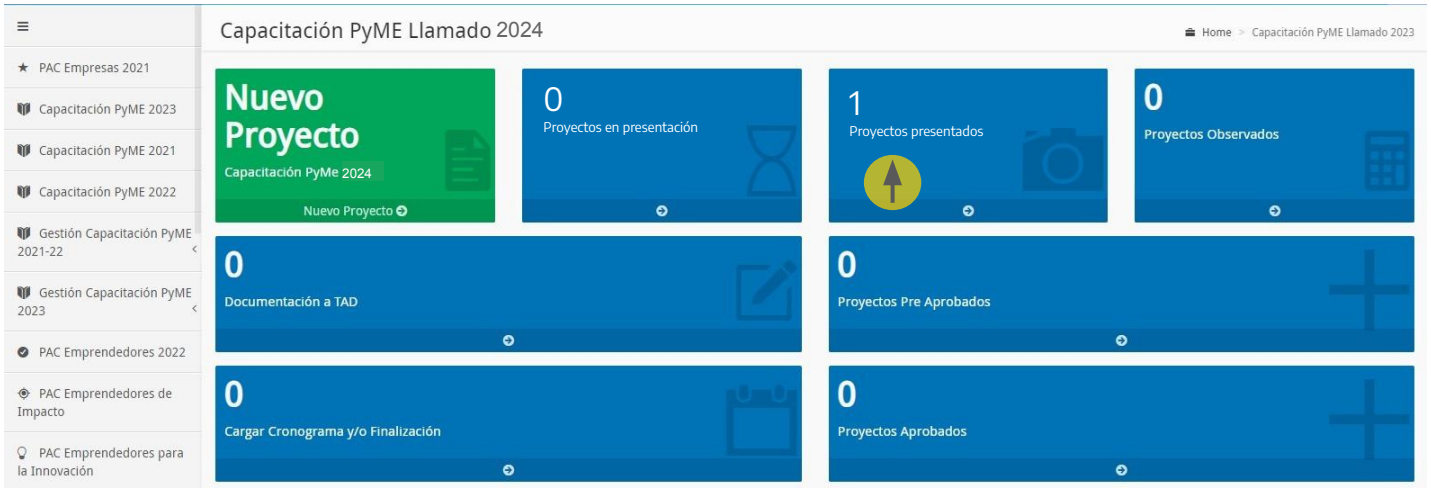 Capacitación PyME Llamado 2024
Home > Capacitación PyME Llamado 2023
PAC Empresas 2021
Capacitación PyME 2023
Capacitación PyME 2021
Capacitación PyME 2022
Gestión Capacitación PyME
2021-22
Gestión Capacitación PyME
2023
PAC Emprendedores 2022
PAC Emprendedores de
Impacto
PAC Emprendedores para
la Innovación
Nuevo
Proyecto
Capacitación PyMe 2024
Nuevo Proyecto
0
Proyectos en presentación
1
Proyectos presentados
0
Proyectos Observados
0
Documentación a TAD
0
Proyectos Pre Aprobados
0
Cargar Cronograma y/o Finalización
0
Proyectos Aprobados